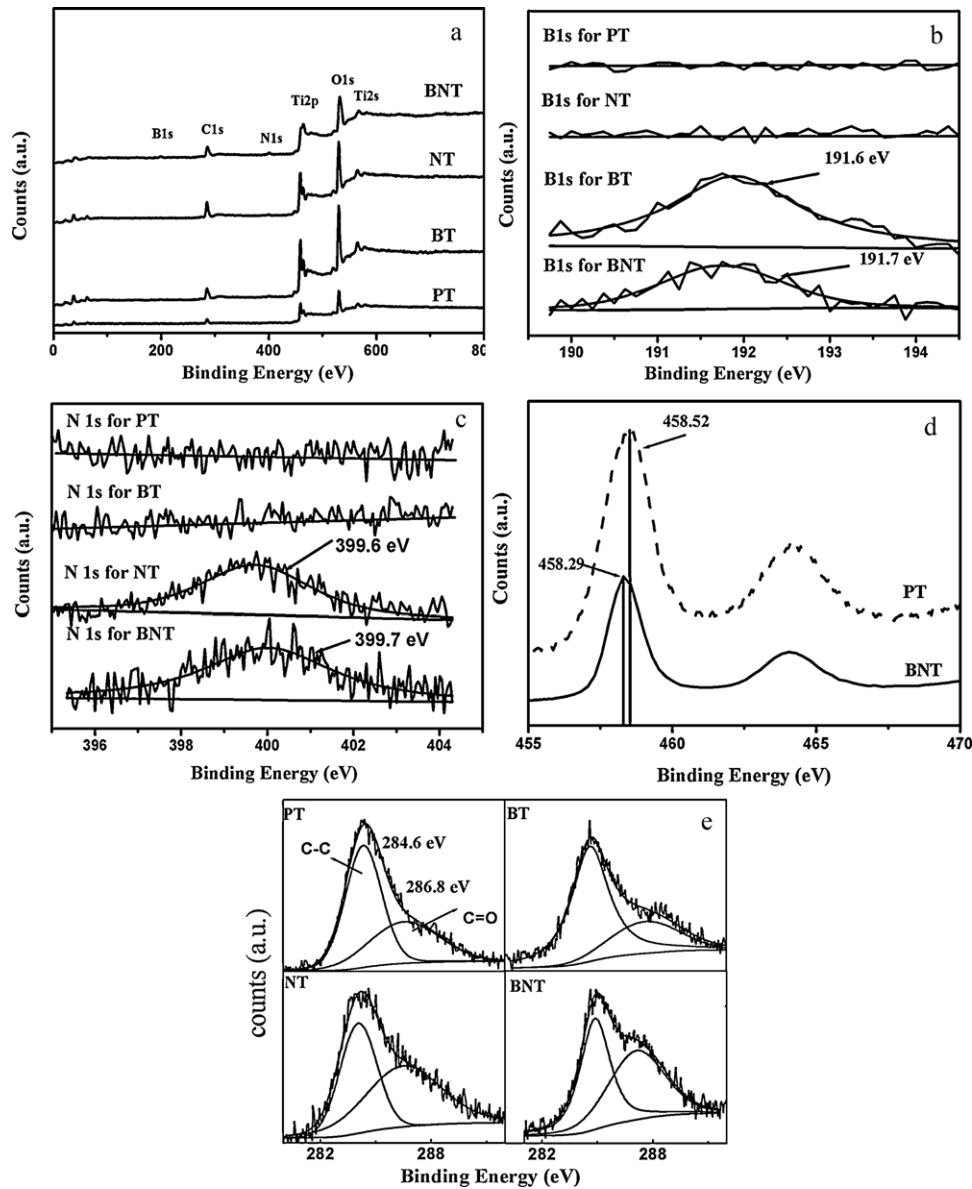 a
B1s
C1s
N1s
Ti2p
O1s
Ti2s
BNT
NT
BT
PT
Counts (a.u.)
0 200 400 600 80
Binding Energy (eV)
b
B1s for PT
B1s for NT
B1s for BT
191.6 eV
B1s for BNT
191.7 eV
Counts (a.u.)
190 191 192 193 194
Binding Energy (eV)
c
N 1s for PT
N 1s for BT
399.6 eV
N 1s for NT
N 1s for BNT
399.7 eV
Counts (a.u.)
396 398 400 402 404
Binding Energy (eV)
d
458.52
458.29
PT
BNT
Counts (a.u.)
455 460 465 470
Binding Energy (eV)
e
PT
C-C
284.6 eV
286.8 eV
C=O
BT
NT
BNT
counts (a.u.)
282 288 282 288
Binding Energy (eV)